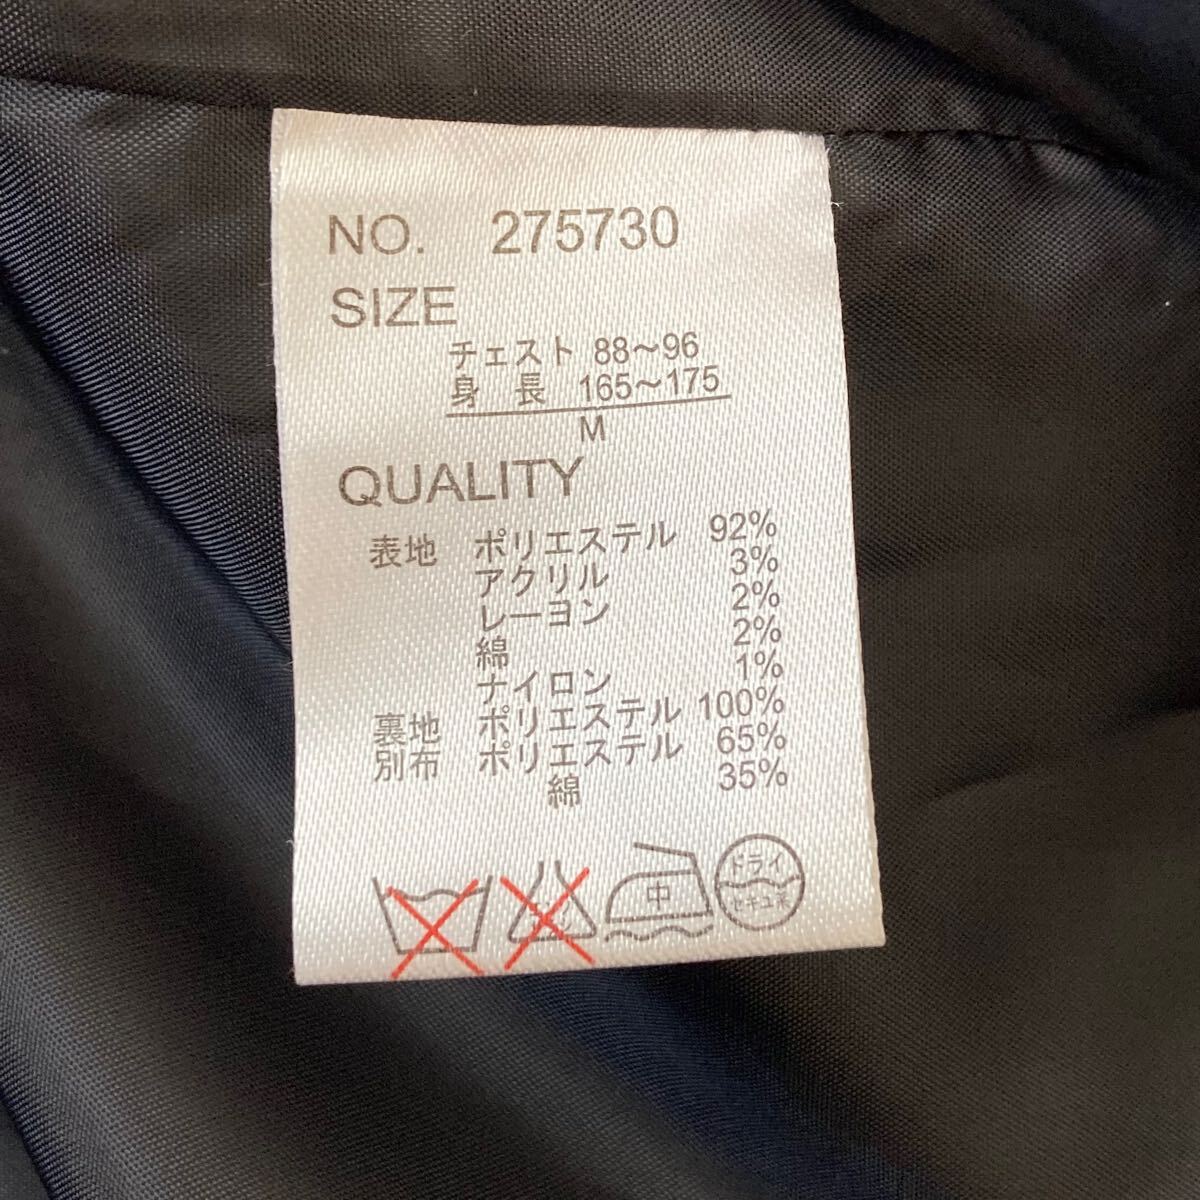 NO. 275730
SIZE
チェスト 88～96
身 長 165～175
M
QUALITY
表地 ポリエステル 92%
アクリル 3%
レーヨン 2%
綿 2%
ナイロン 1%
裏地 ポリエステル 100%
別布 ポリエステル 65%
綿 35%
中
ドライ
セキユ系